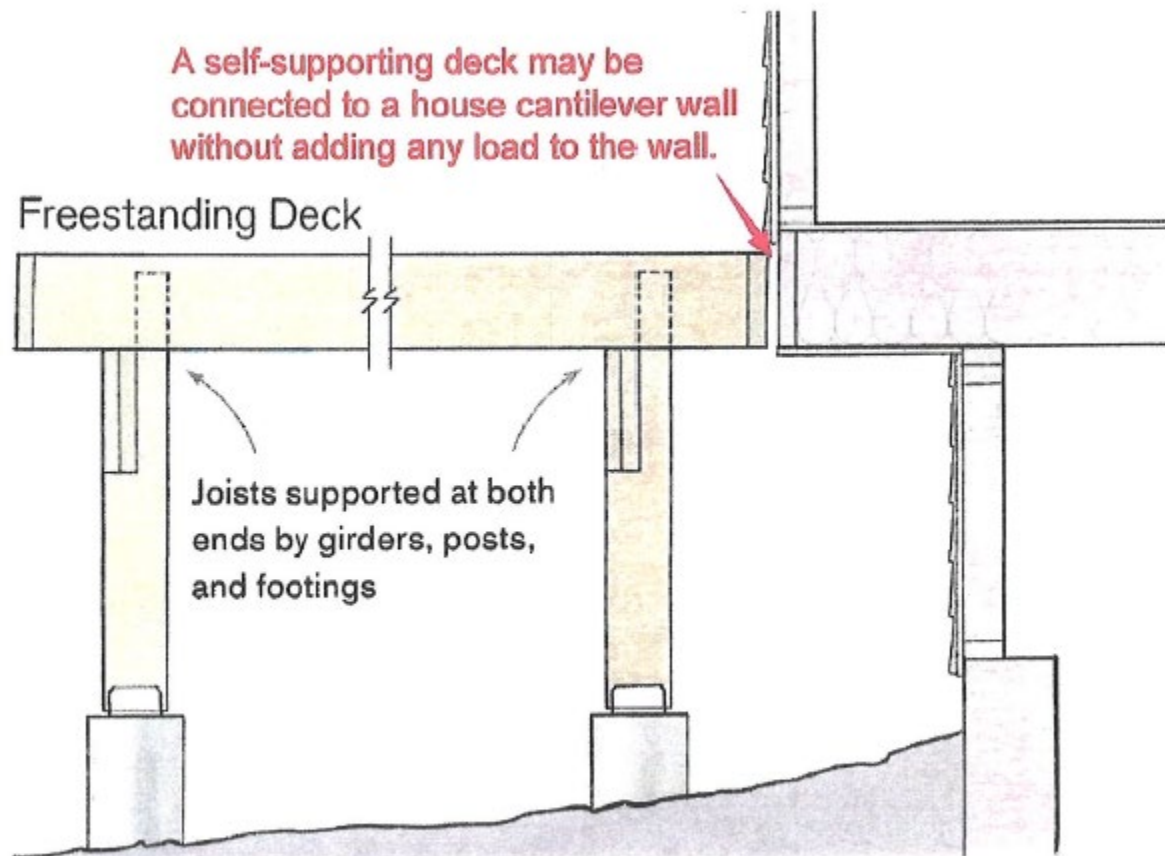 A self-supporting deck may be
connected to a house cantilever wall
without adding any load to the wall.
Freestanding Deck
Joists supported at both
ends by girders, posts,
and footings